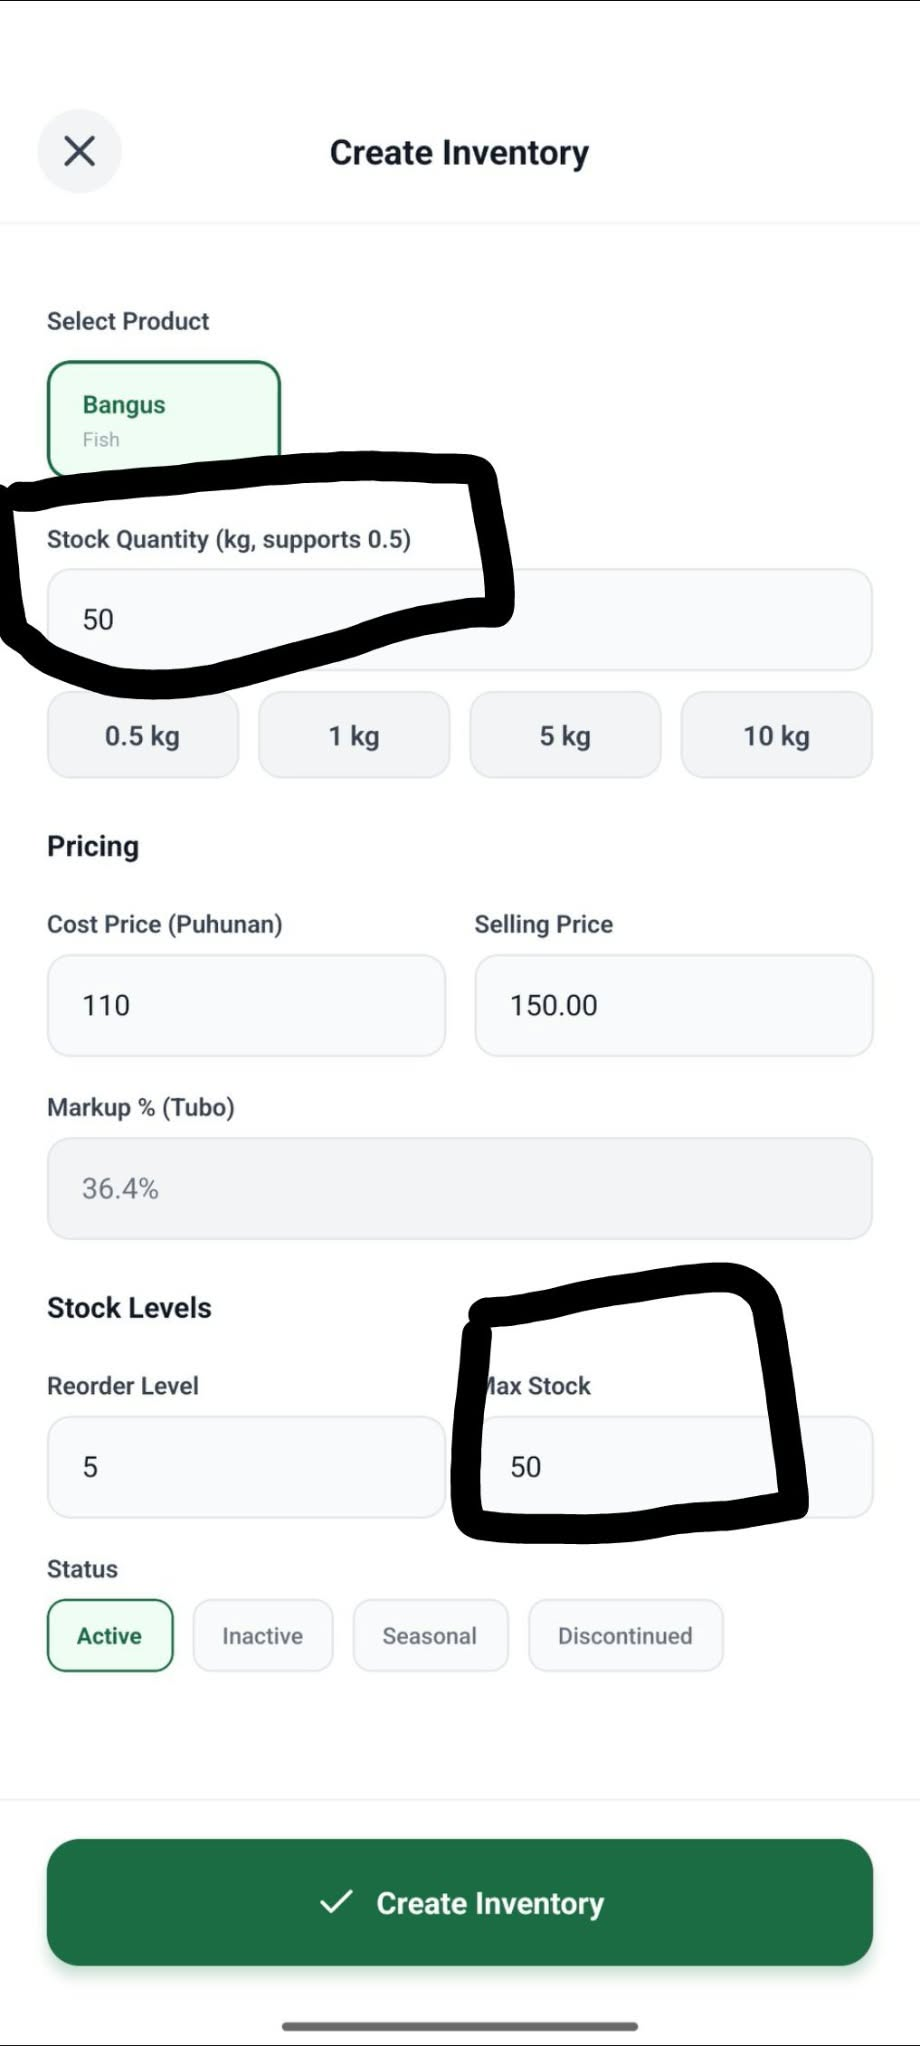 Create Inventory
Select Product
Bangus
Fish
Stock Quantity (kg, supports 0.5)
50
0.5 kg 1 kg 5 kg 10 kg
Pricing
Cost Price (Puhunan) Selling Price
110 150.00
Markup % (Tubo)
36.4%
Stock Levels
Reorder Level Max Stock
5 50
Status
Active Inactive Seasonal Discontinued
Create Inventory